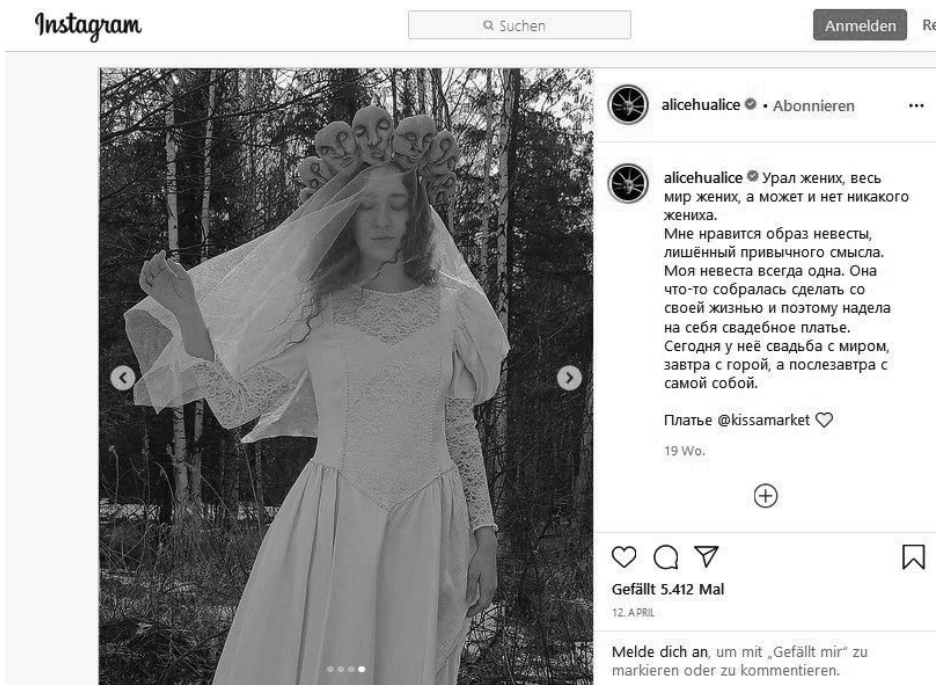 Instagram
Suchen
Anmelden
alicehualice • Abonnieren
alicehualice Урал жених, весь
мир жених, а может и нет никакого
жениха.
Мне нравится образ невесты,
лишённый привычного смысла.
Моя невеста всегда одна. Она
что-то собралась сделать со
своей жизнью и поэтому надела
на себя свадебное платье.
Сегодня у неё свадьба с миром,
завтра с горой, а послезавтра с
самой собой.
Платье @kissamarket
19 Wo.
Gefällt 5.412 Mal
12. APRIL
Melde dich an, um mit „Gefällt mir“ zu
markieren oder zu kommentieren.